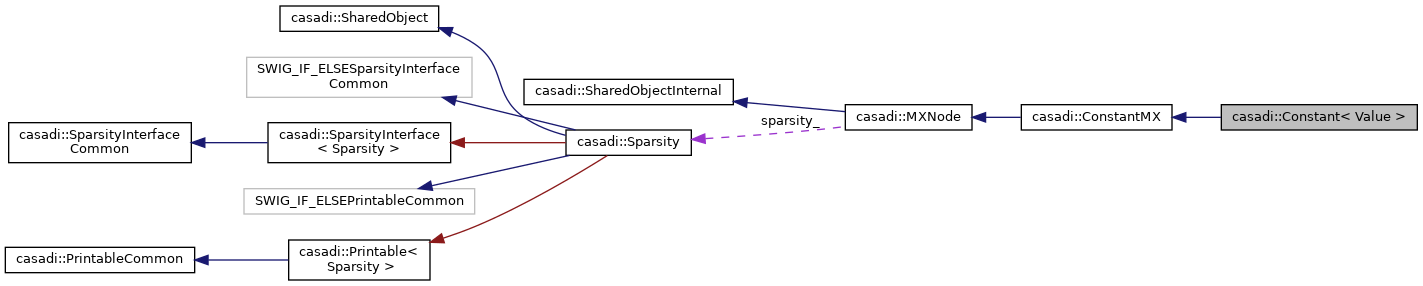 casadi::SharedObject
SWIG_IF_ELSESparsityInterface
Common
casadi::SharedObjectInternal
casadi::MXNode
casadi::ConstantMX
casadi::Constant< Value >
sparsity_
casadi::SparsityInterface
Common
casadi::SparsityInterface
< Sparsity >
casadi::Sparsity
SWIG_IF_ELSEPrintableCommon
casadi::PrintableCommon
casadi::Printable<
Sparsity >